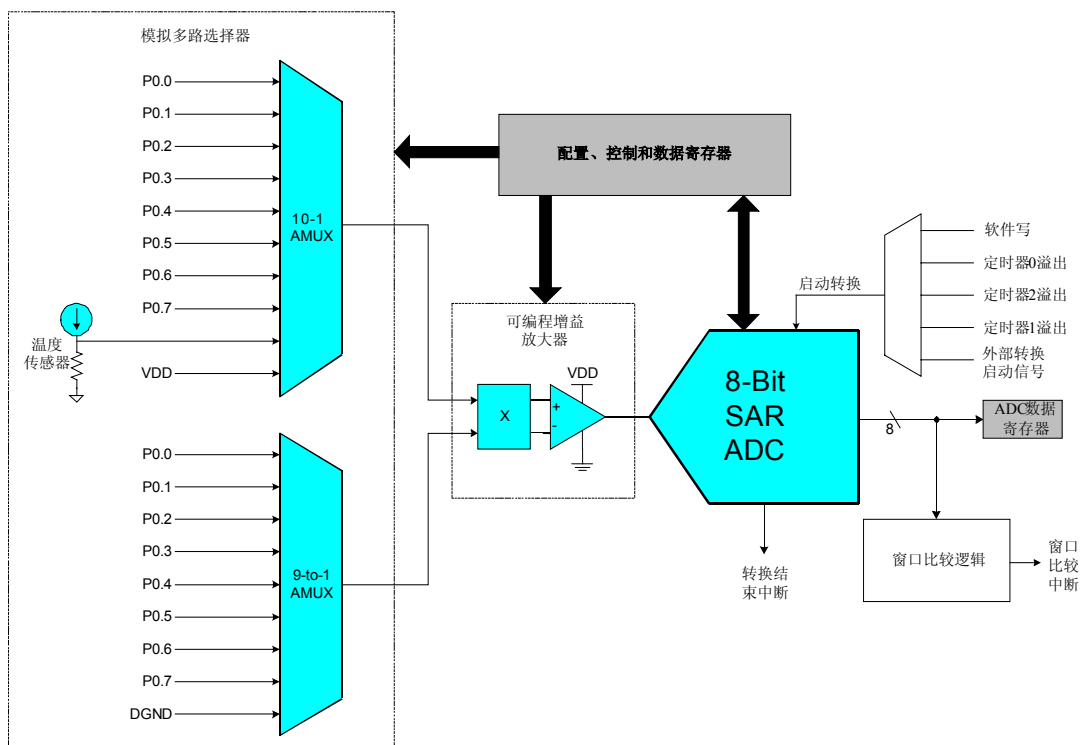 模拟多路选择器
P0.0
P0.1
P0.2
P0.3
P0.4
P0.5
P0.6
P0.7
温度
传感器
VDD
10-1
AMUX
P0.0
P0.1
P0.2
P0.3
P0.4
P0.5
P0.6
P0.7
DGND
9-to-1
AMUX
配置、控制和数据寄存器
可编程增益
放大器
X
VDD
+
-
启动转换
软件写
定时器0溢出
定时器2溢出
定时器1溢出
外部转换
启动信号
8-Bit
SAR
ADC
8
ADC数据
寄存器
转换结
束中断
窗口比较逻辑
窗口
比较
中断